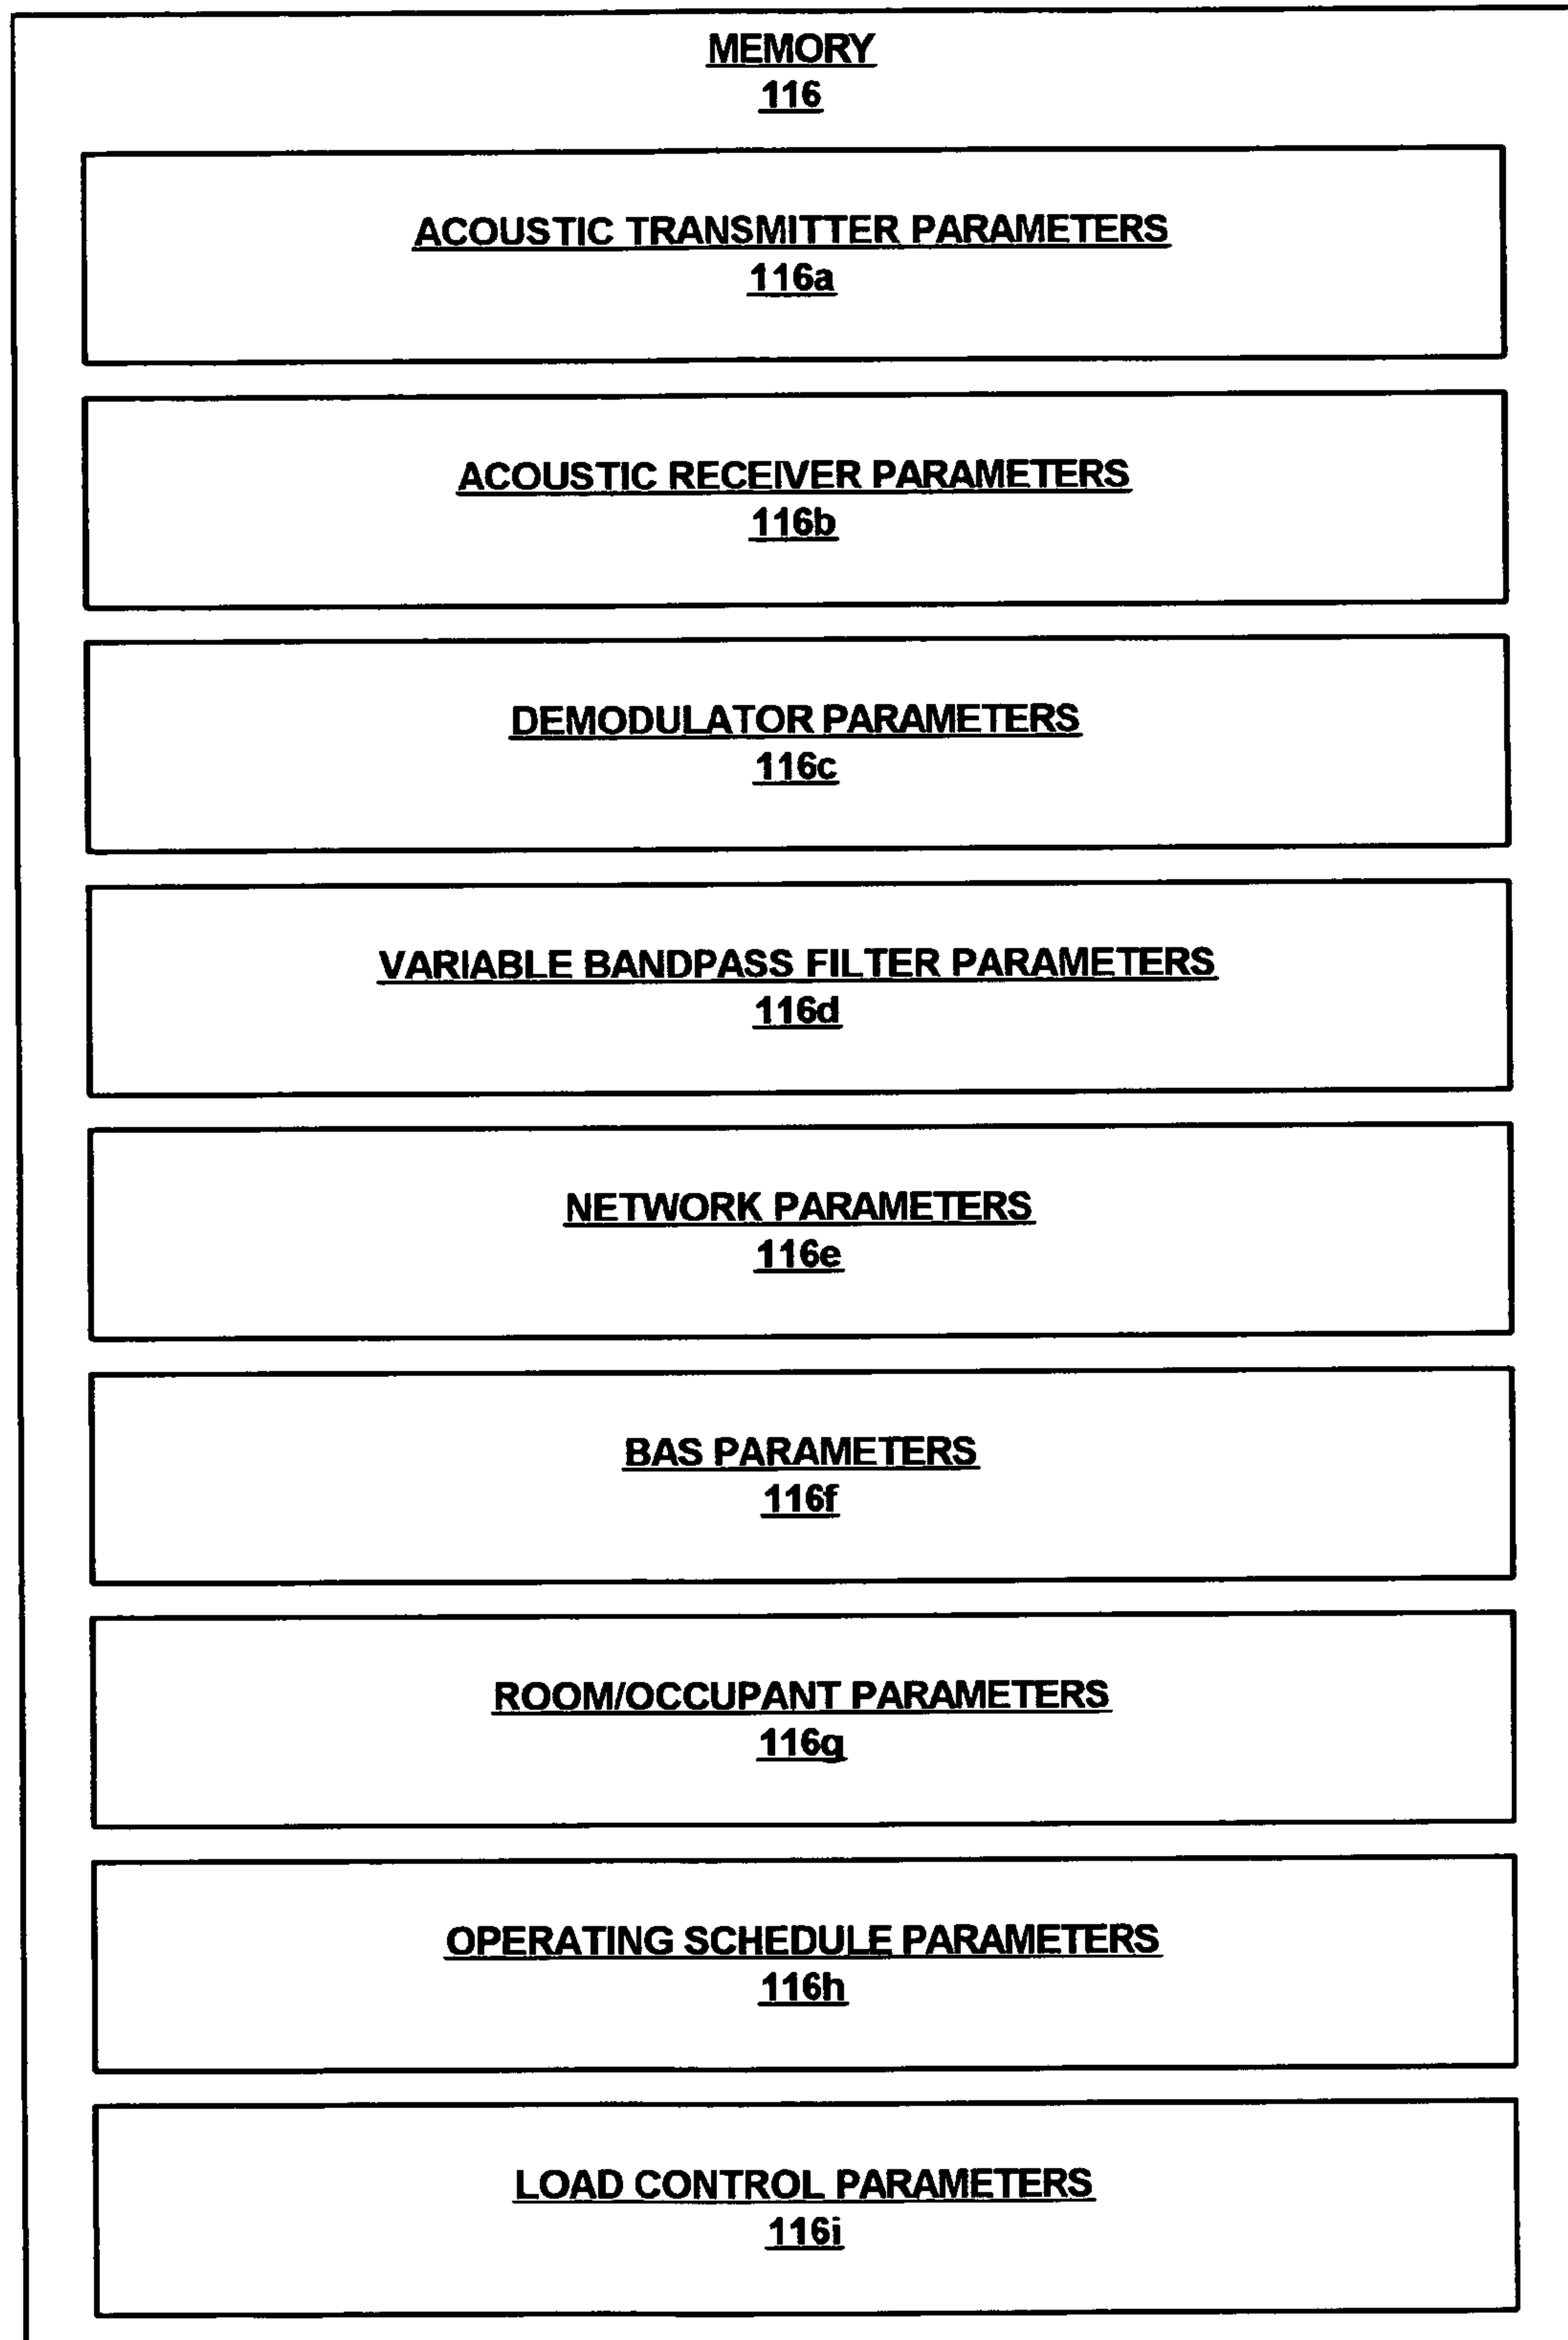 MEMORY
116
ACOUSTIC TRANSMITTER PARAMETERS
116a
ACOUSTIC RECEIVER PARAMETERS
116b
DEMODULATOR PARAMETERS
116c
VARIABLE BANDPASS FILTER PARAMETERS
116d
NETWORK PARAMETERS
116e
BAS PARAMETERS
116f
ROOM/OCCUPANT PARAMETERS
116g
OPERATING SCHEDULE PARAMETERS
116h
LOAD CONTROL PARAMETERS
116i